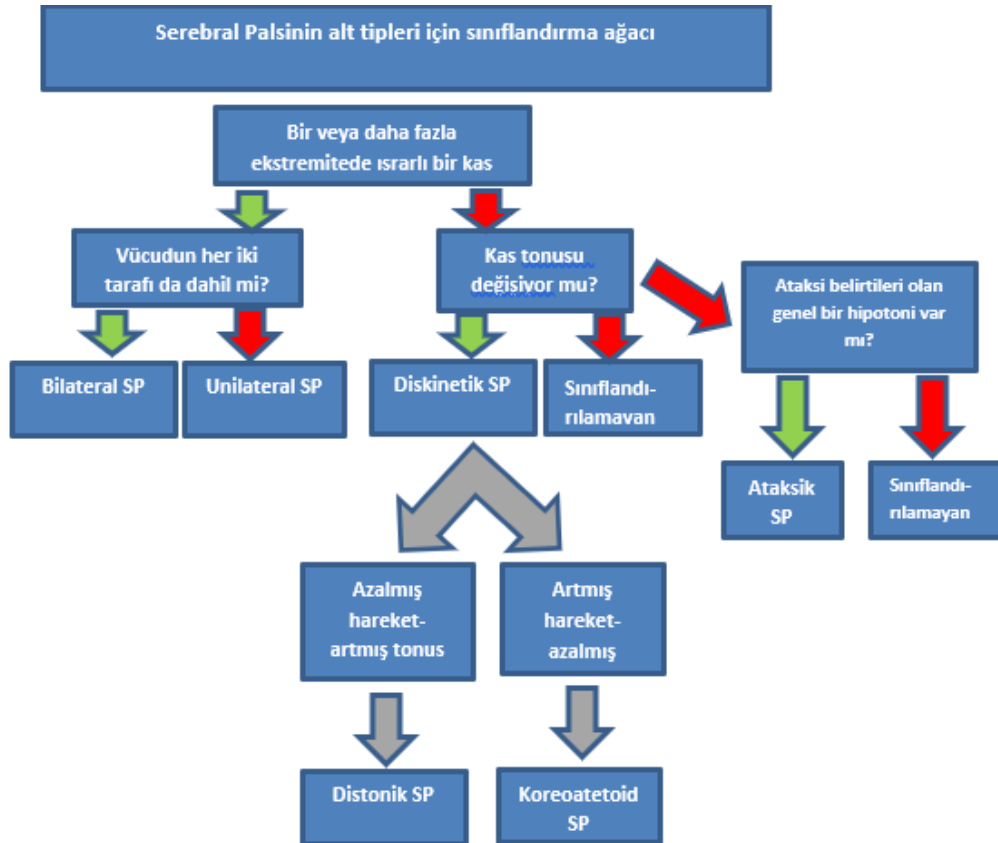 Serebral Palsinin alt tipleri için sınıflandırma ağacı
Bir veya daha fazla
ekstremitede ısrarlı bir kas
Vücudun her iki
tarafı da dahil mi?
Kas tonusu
değisivor mu?
Ataksi belirtileri olan
genel bir hipotoni var
mı?
Bilateral SP
Unilateral SP
Diskinetik SP
Sınıflandı-
rılamavan
Ataksik
SP
Sınıflandı-
rılamayan
Azalmış
hareket-
artmış tonus
Artmış
hareket-
azalmış
Distonik SP
Koreoatetoid
SP